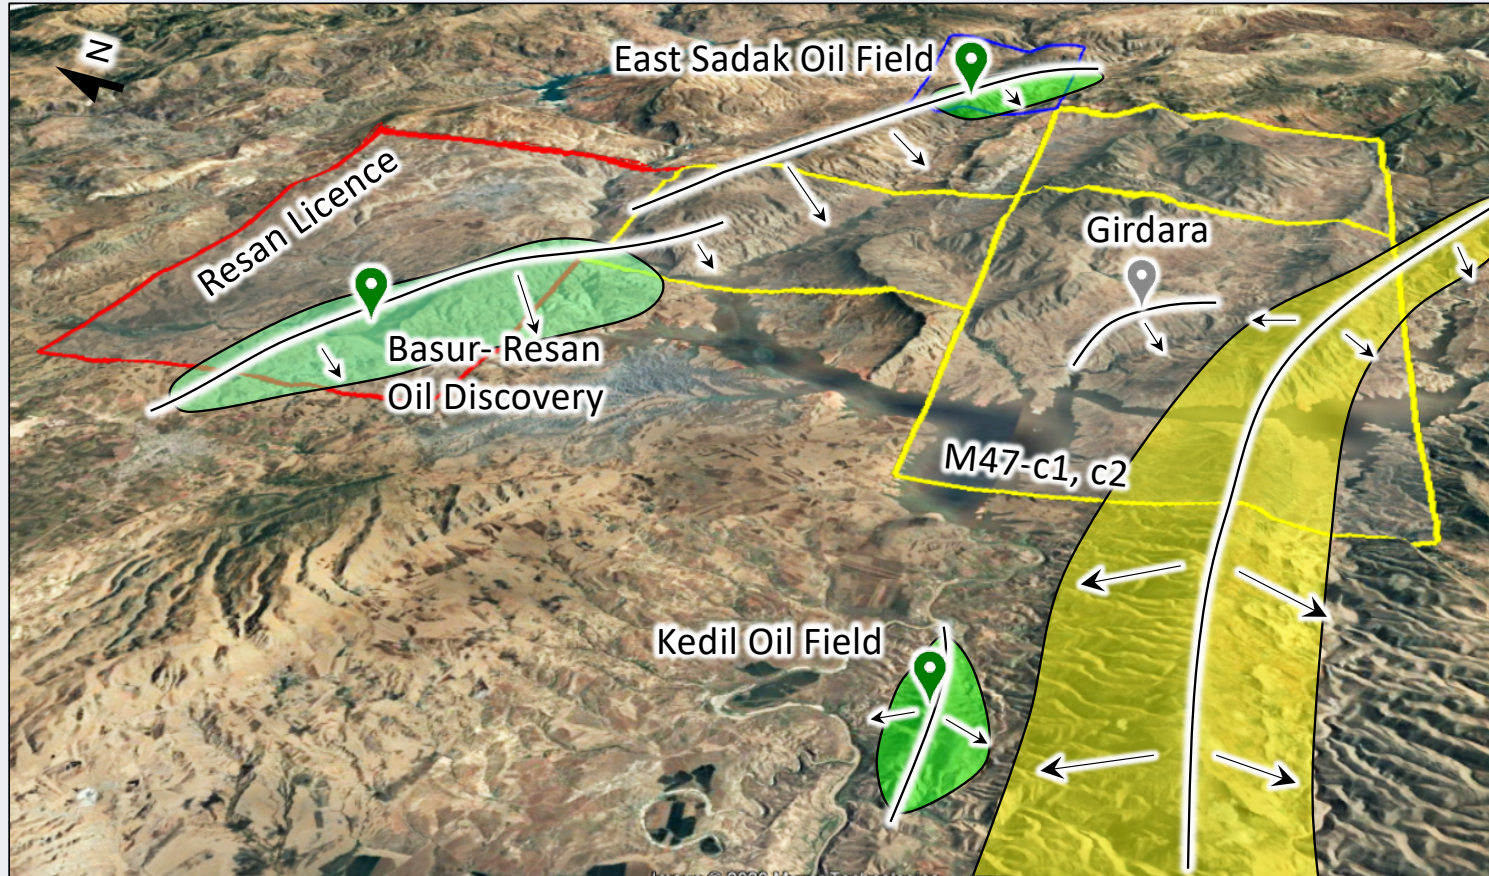 N
East Sadak Oil Field
Resan Licence
Girdara
Basur- Resan
Oil Discovery
M47-c1, c2
Kedil Oil Field